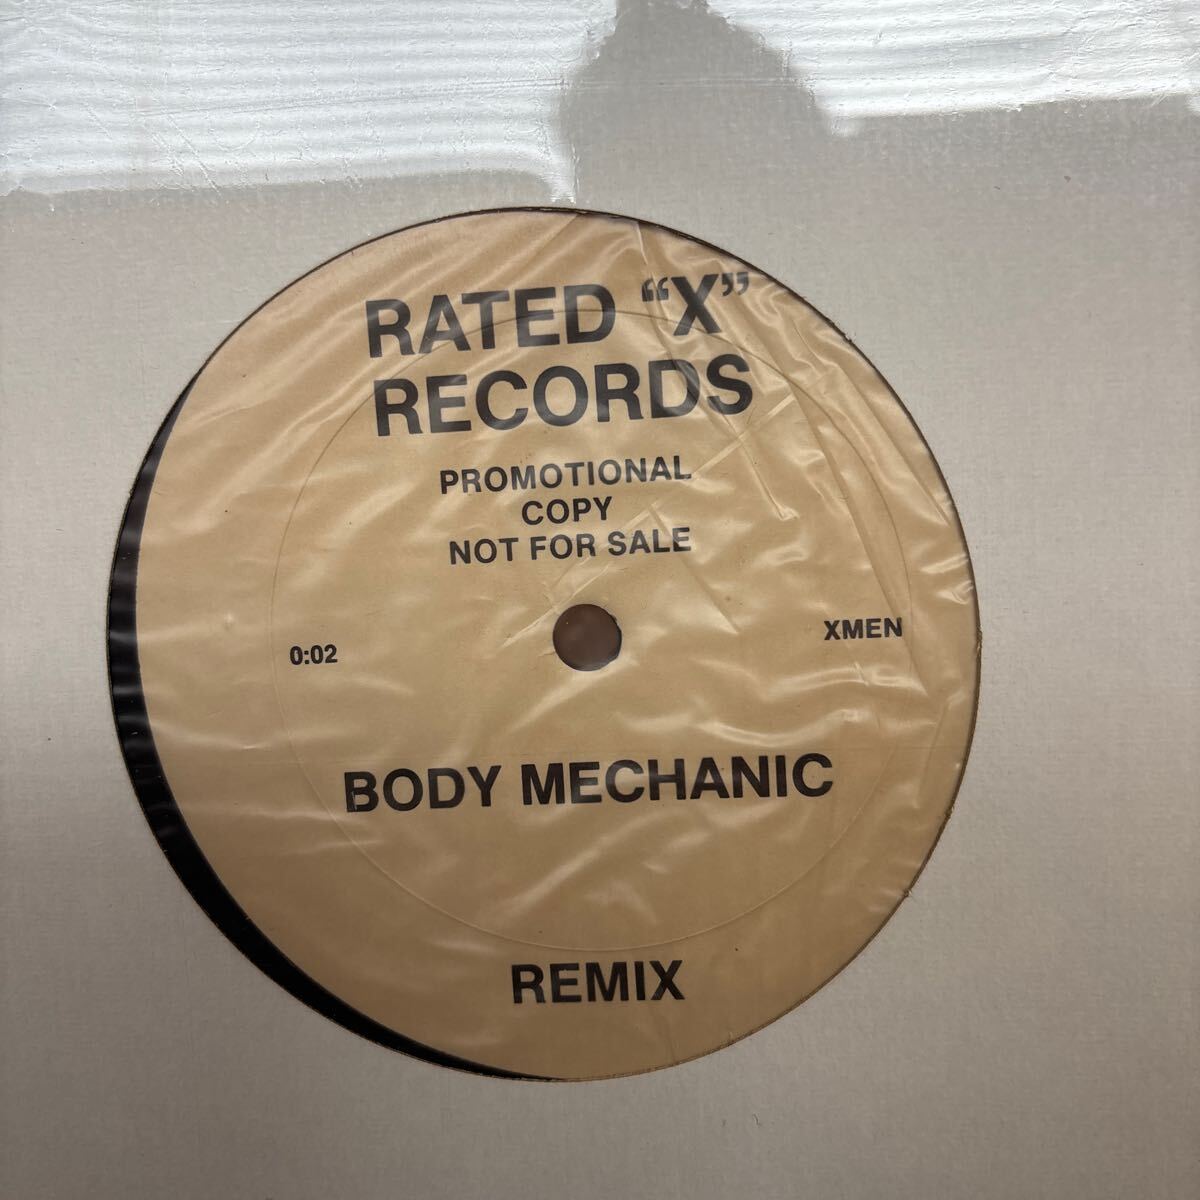 RATED “X”
RECORDS
PROMOTIONAL
COPY
NOT FOR SALE
0:02
XMEN
BODY MECHANIC
REMIX